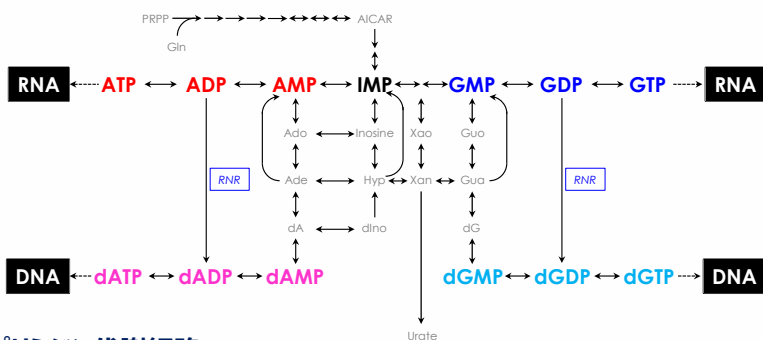 PRPP AICAR
Gln
RNA ATP ADP AMP IMP GMP GDP GTP RNA
Ado Inosine Xao Guo
RNR Ade Hyp Xan Gua RNR
dA dIno dG
DNA dATP dADP dAMP dGMP dGDP dGTP DNA
Urate